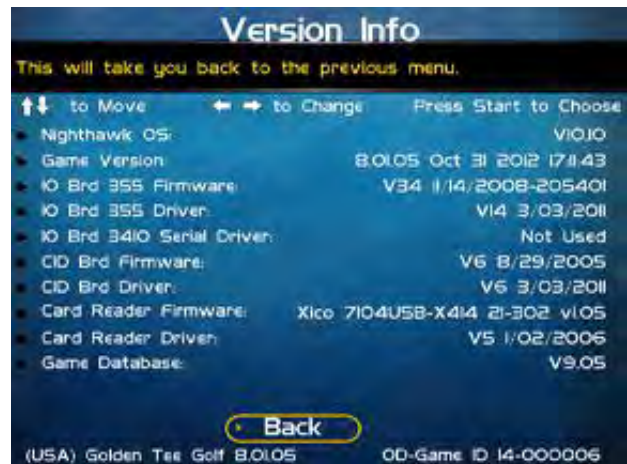 Version Info
This will take you back to the previous menu.
to Move to Change Press Start to Choose
Nighthawk OS: V10.10
Game Version: 8.01.05 Oct 31 2012 17:11:43
IO Brd 355 Firmware: V34 11/14/2008-205401
IO Brd 355 Driver: V14 3/03/2011
IO Brd 3410 Serial Driver: Not Used
CID Brd Firmware: V6 8/29/2005
CID Brd Driver: V6 3/03/2011
Card Reader Firmware: Xico 7104USB-X414 21-302 v1.05
Card Reader Driver: V5 1/02/2006
Game Database: V9.05
Back
(USA) Golden Tee Golf 8.01.05 OD-Game ID 14-000006